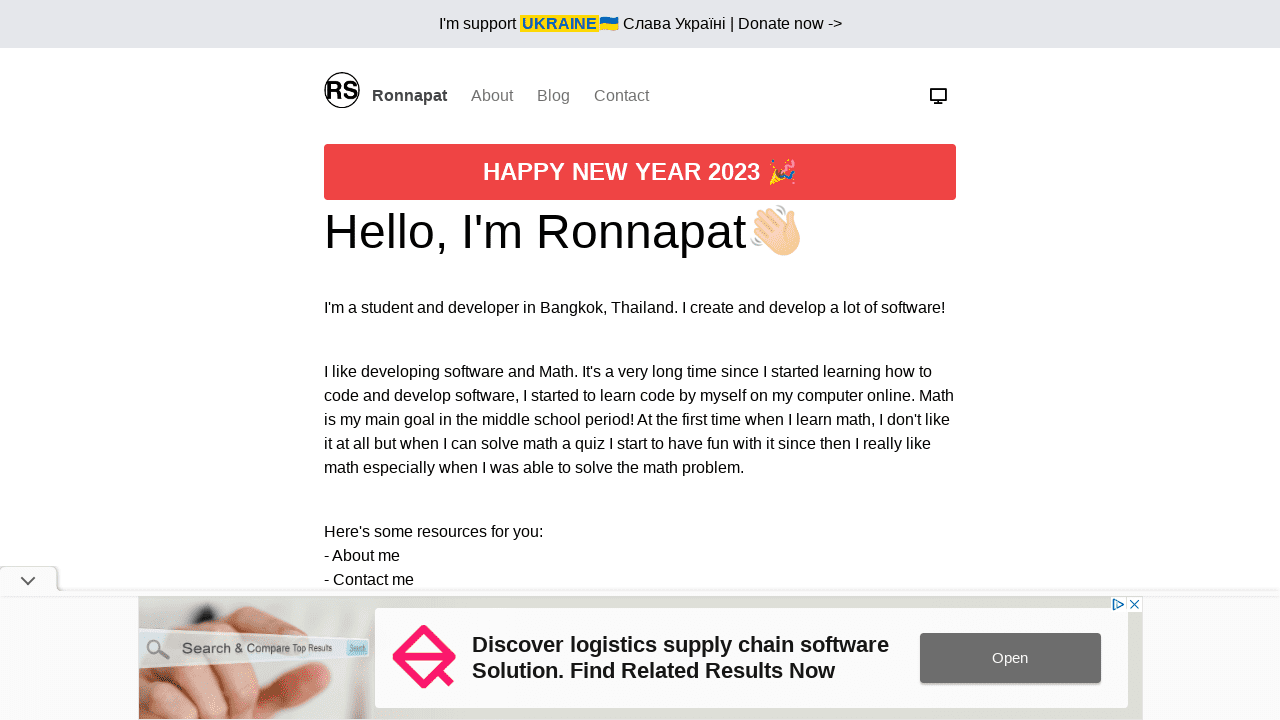 I'm support UKRAINE🇺🇦 Слава Україні | Donate now ->
RS Ronnapat About Blog Contact
HAPPY NEW YEAR 2023 🎉
Hello, I'm Ronnapat👋🏻
I'm a student and developer in Bangkok, Thailand. I create and develop a lot of software!
I like developing software and Math. It's a very long time since I started learning how to
code and develop software, I started to learn code by myself on my computer online. Math
is my main goal in the middle school period! At the first time when I learn math, I don't like
it at all but when I can solve math a quiz I start to have fun with it since then I really like
math especially when I was able to solve the math problem.
Here's some resources for you:
- About me
- Contact me
Search & Compare Top Results Search
Discover logistics supply chain software
Solution. Find Related Results Now
Open